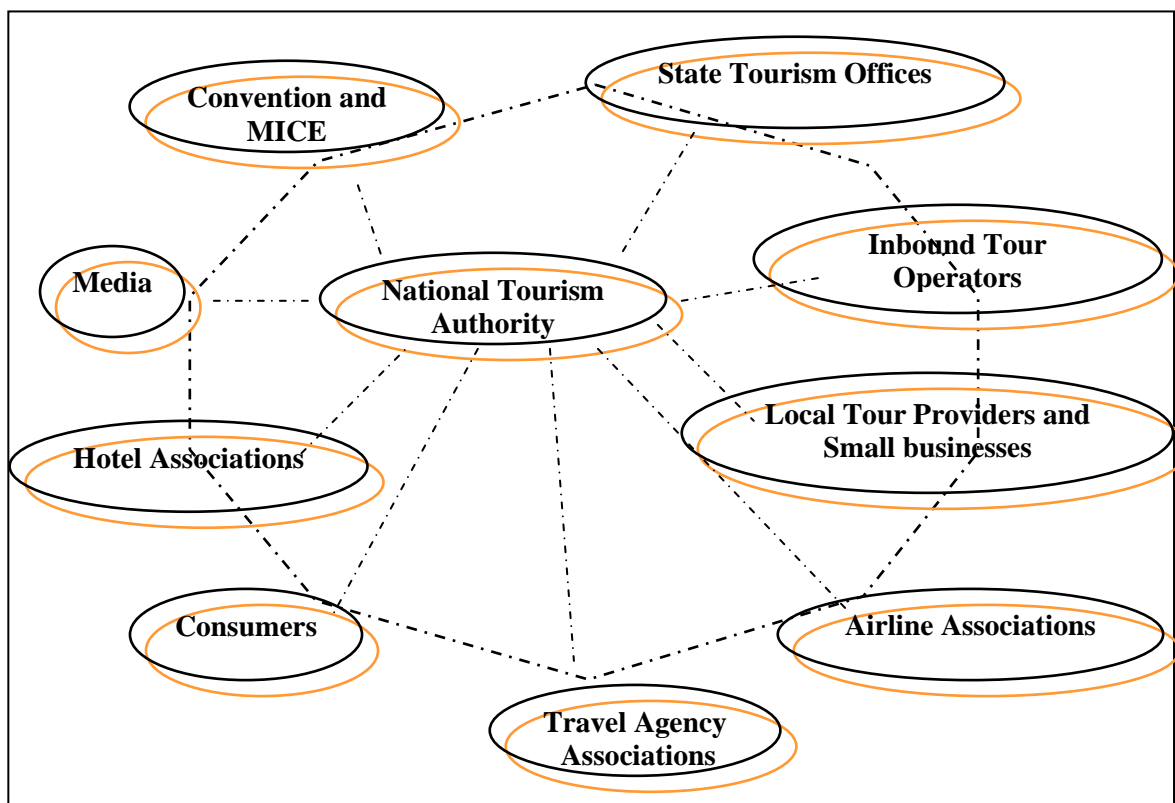 State Tourism Offices
Convention and
MICE
Inbound Tour
Operators
Media
National Tourism
Authority
Local Tour Providers and
Small businesses
Hotel Associations
Consumers
Airline Associations
Travel Agency
Associations